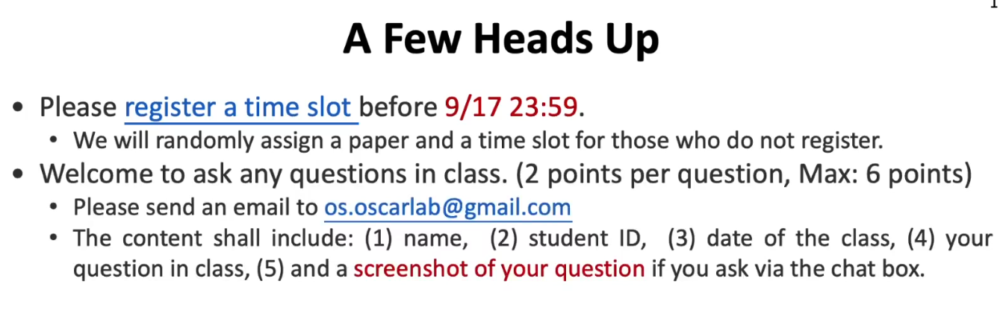 1
A Few Heads Up
• Please register a time slot before 9/17 23:59.
• We will randomly assign a paper and a time slot for those who do not register.
• Welcome to ask any questions in class. (2 points per question, Max: 6 points)
• Please send an email to os.oscarlab@gmail.com
• The content shall include: (1) name, (2) student ID, (3) date of the class, (4) your
question in class, (5) and a screenshot of your question if you ask via the chat box.